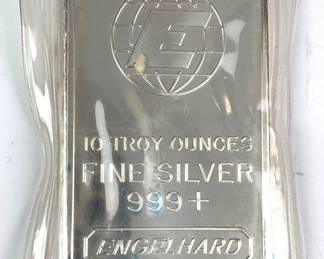 E
10 TROY OUNCES
FINE SILVER
999+
ENGELHARD